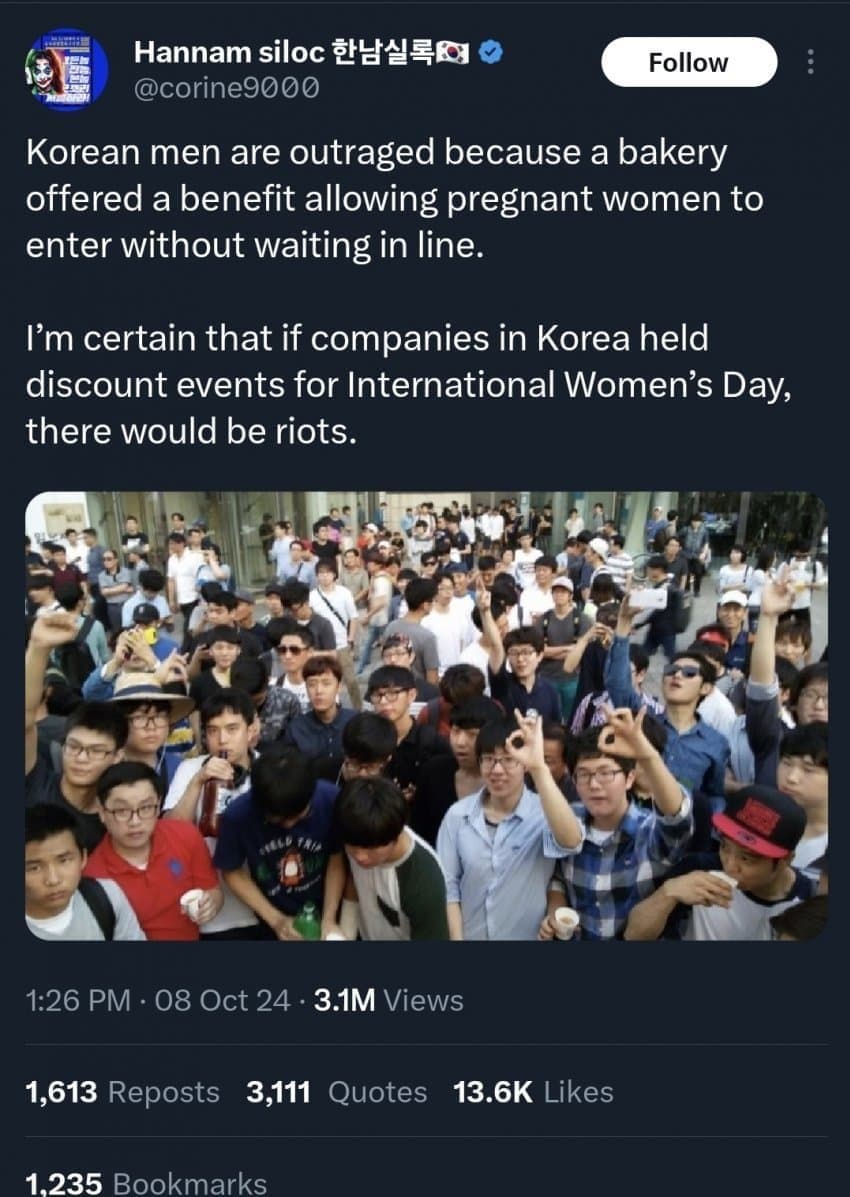 Hannam siloc 한남실록🇰🇷
@corine9000
Follow
Korean men are outraged because a bakery
offered a benefit allowing pregnant women to
enter without waiting in line.
I’m certain that if companies in Korea held
discount events for International Women’s Day,
there would be riots.
1:26 PM · 08 Oct 24 · 3.1M Views
1,613 Reposts 3,111 Quotes 13.6K Likes
1,235 Bookmarks